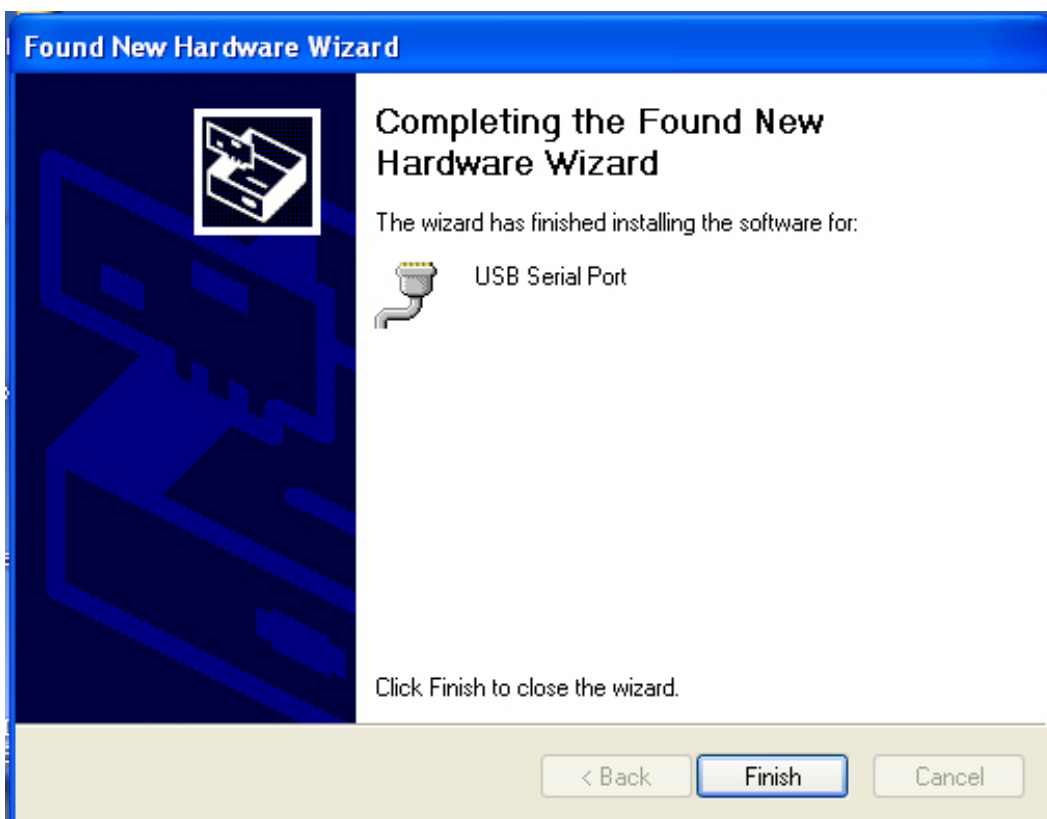 Found New Hardware Wizard
Completing the Found New
Hardware Wizard
The wizard has finished installing the software for:
USB Serial Port
Click Finish to close the wizard.
< Back Finish Cancel